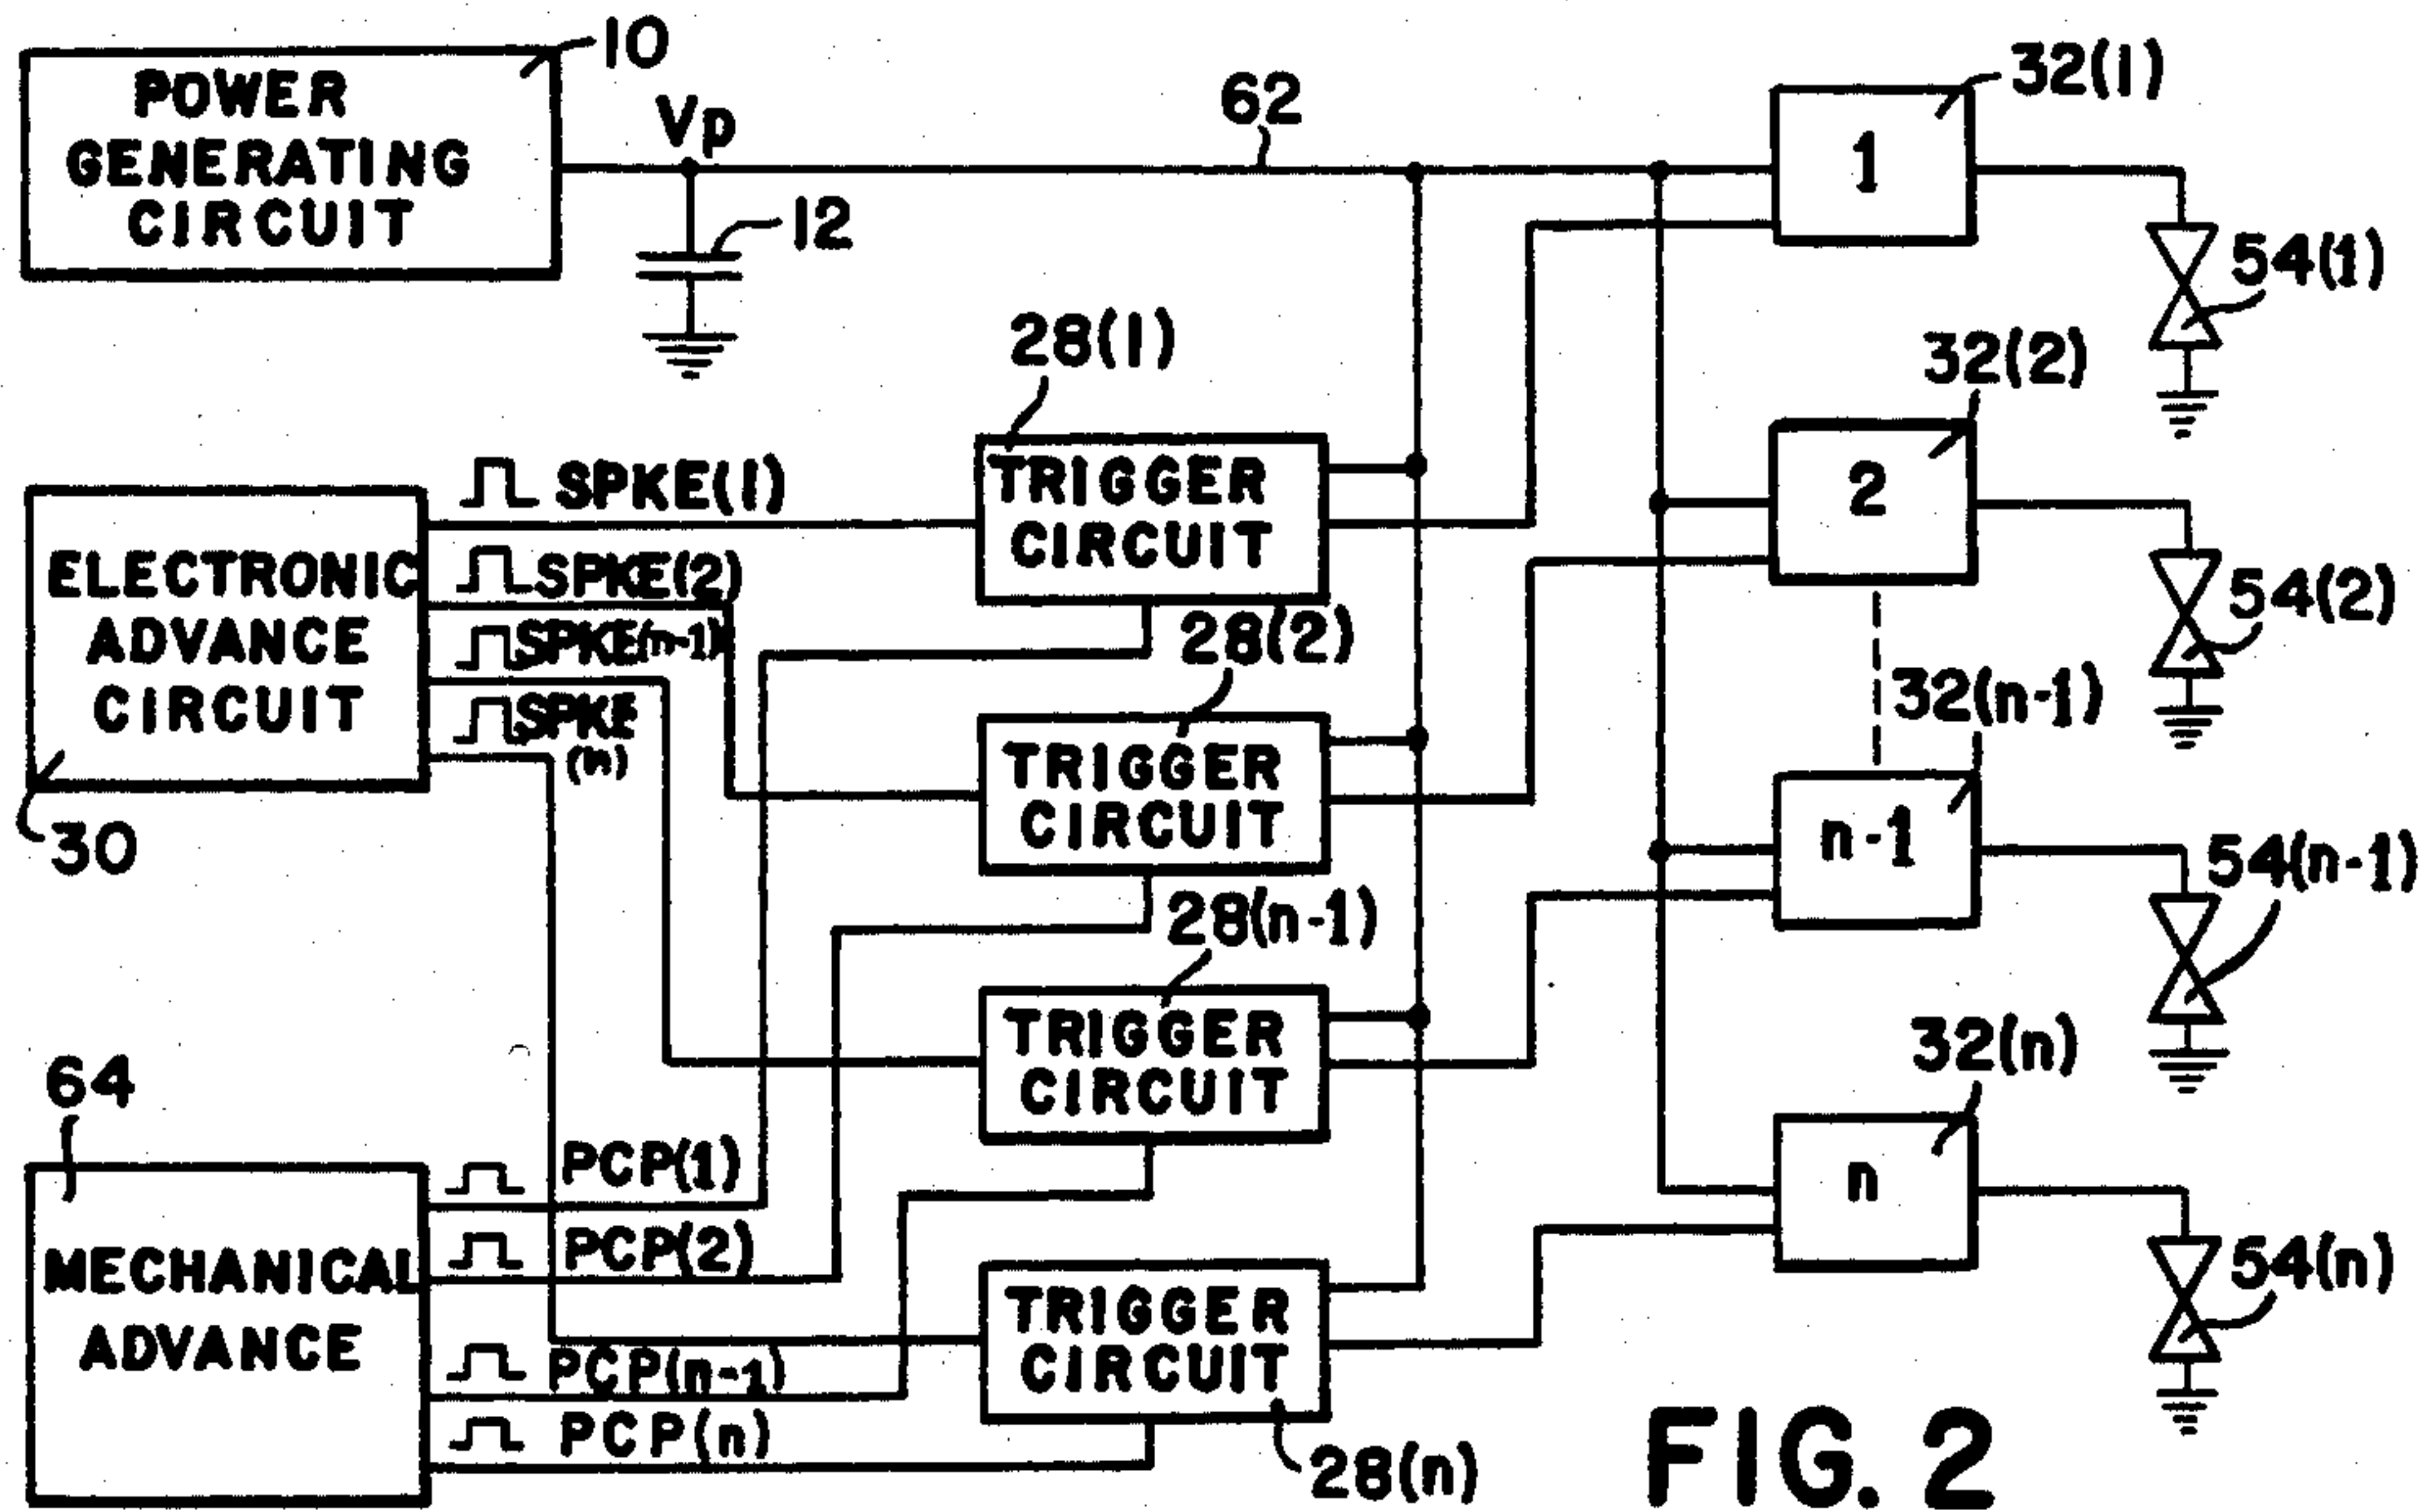 10
POWER
GENERATING
CIRCUIT
Vp
12
62
32(1)
1
54(1)
28(1)
TRIGGER
CIRCUIT
32(2)
2
54(2)
SPKE(1)
SPKE(2)
SPKE(n-1)
SPKE
(n)
ELECTRONIC
ADVANCE
CIRCUIT
30
28(2)
TRIGGER
CIRCUIT
32(n-1)
n-1
54(n-1)
28(n-1)
TRIGGER
CIRCUIT
32(n)
n
54(n)
64
MECHANICAL
ADVANCE
PCP(1)
PCP(2)
PCP(n-1)
PCP(n)
TRIGGER
CIRCUIT
28(n)
FIG. 2